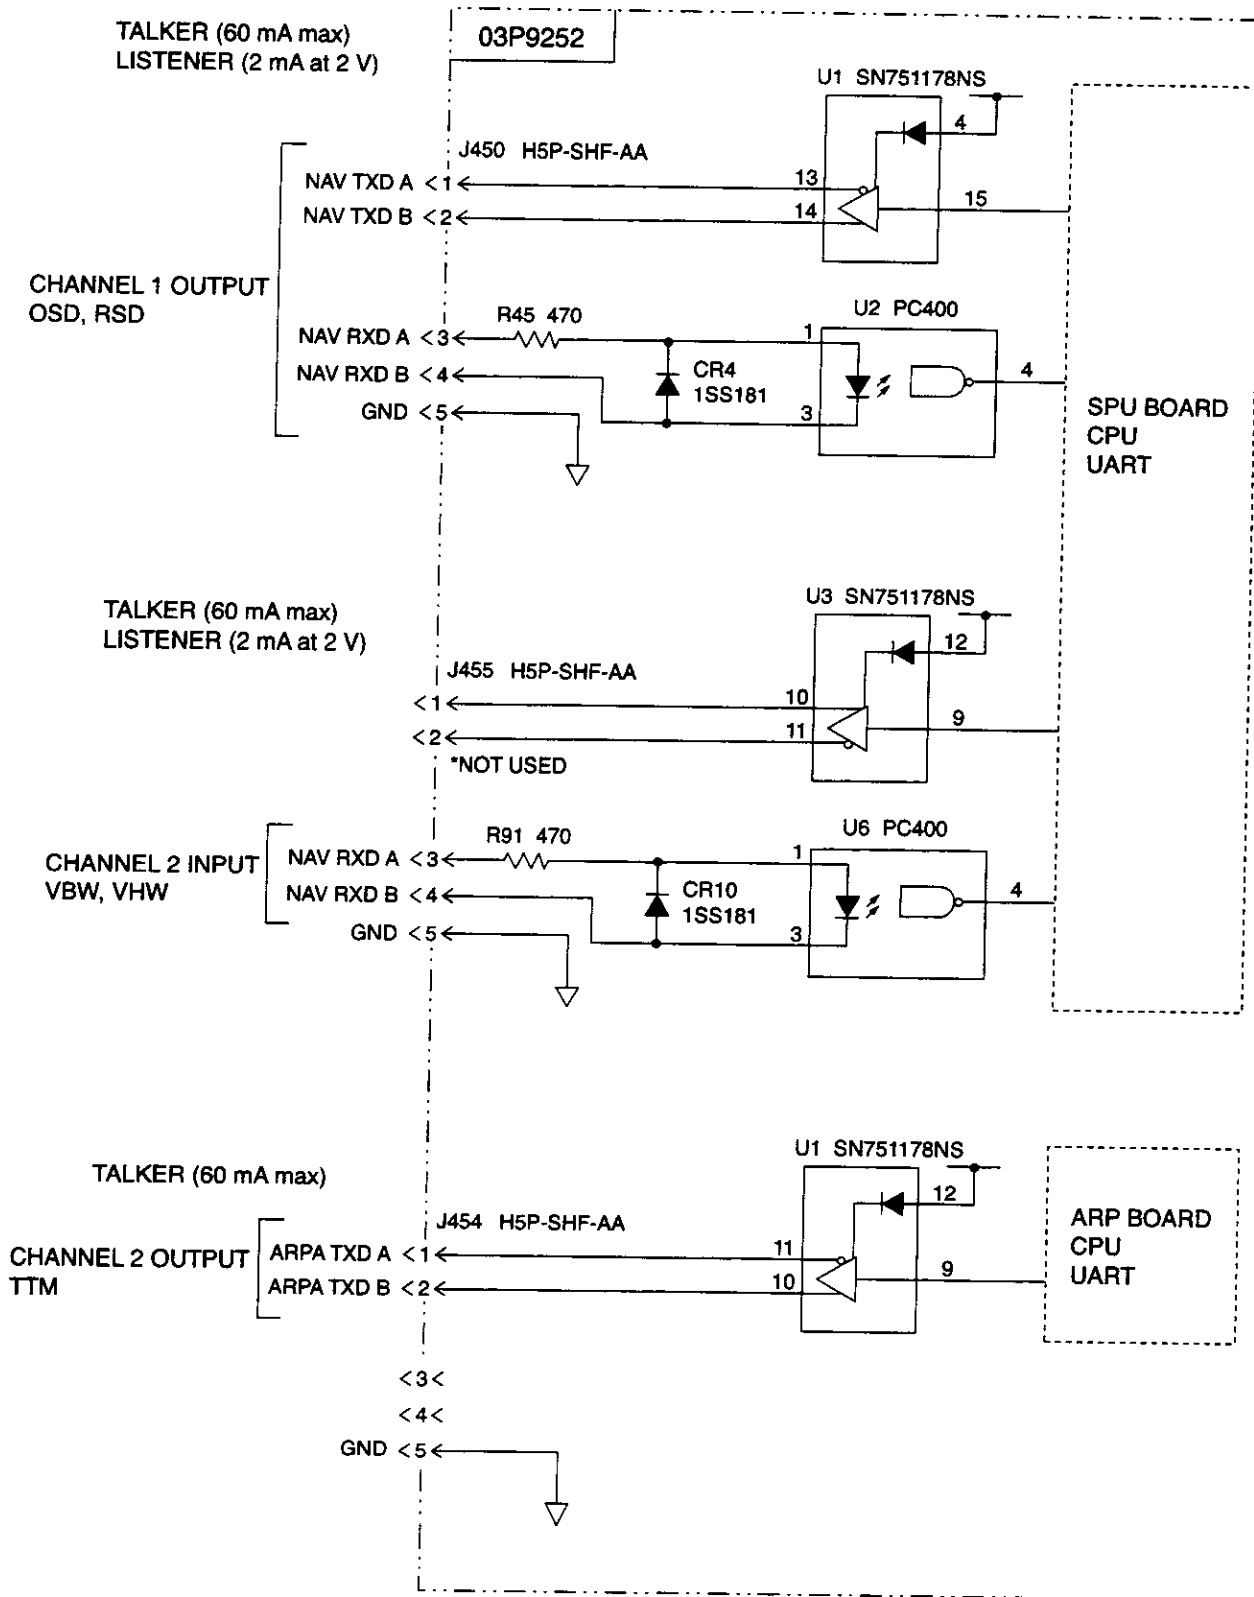 TALKER (60 mA max)
LISTENER (2 mA at 2 V)
03P9252
U1 SN751178NS
4
J450 H5P-SHF-AA
NAV TXD A <1
13
NAV TXD B <2
14
15
CHANNEL 1 OUTPUT
OSD, RSD
R45 470
U2 PC400
NAV RXD A <3
1
NAV RXD B <4
CR4
1SS181
4
GND <5
3
SPU BOARD
CPU
UART
TALKER (60 mA max)
LISTENER (2 mA at 2 V)
U3 SN751178NS
12
J455 H5P-SHF-AA
<1
10
<2
11
9
*NOT USED
R91 470
U6 PC400
CHANNEL 2 INPUT
VBW, VHW
NAV RXD A <3
1
NAV RXD B <4
CR10
1SS181
4
GND <5
3
TALKER (60 mA max)
U1 SN751178NS
12
J454 H5P-SHF-AA
CHANNEL 2 OUTPUT
TTM
ARPA TXD A <1
11
ARPA TXD B <2
10
9
ARP BOARD
CPU
UART
<3<
<4<
GND <5